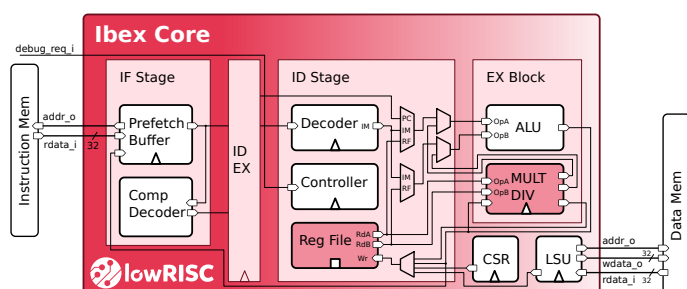 Ibex Core
debug_req_i
IF Stage
ID Stage
EX Block
Instruction Mem
addr_o
rdata_i
32
Prefetch
Buffer
Comp
Decoder
ID
EX
Decoder
IM
Controller
Reg File
RdA
RdB
Wr
PC
IM
RF
IM
RF
OpA
OpB
ALU
OpA
OpB
MULT
DIV
CSR
LSU
addr_o
wdata_o
32
rdata_i
32
Data Mem
lowRISC